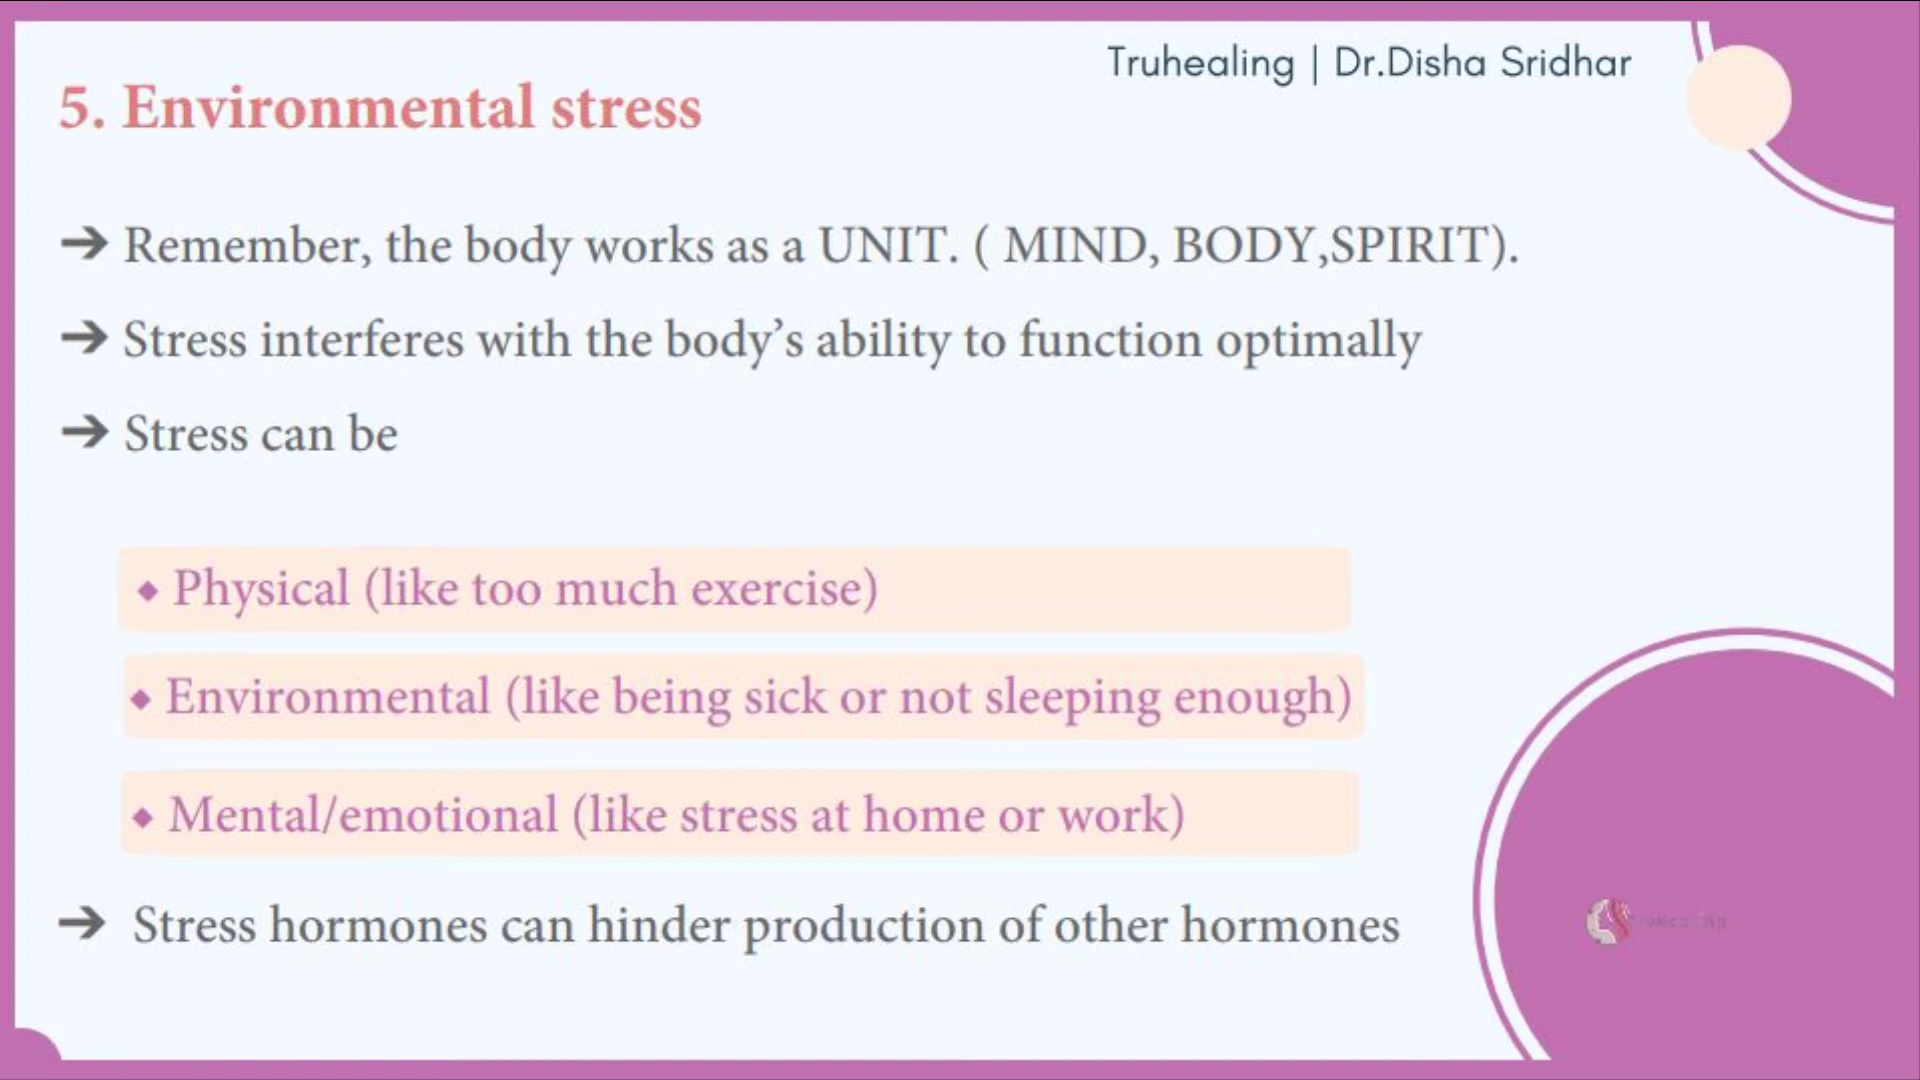 Truhealing | Dr.Disha Sridhar
5. Environmental stress
➔ Remember, the body works as a UNIT. ( MIND, BODY,SPIRIT).
➔ Stress interferes with the body’s ability to function optimally
➔ Stress can be
◆ Physical (like too much exercise)
◆ Environmental (like being sick or not sleeping enough)
◆ Mental/emotional (like stress at home or work)
➔ Stress hormones can hinder production of other hormones